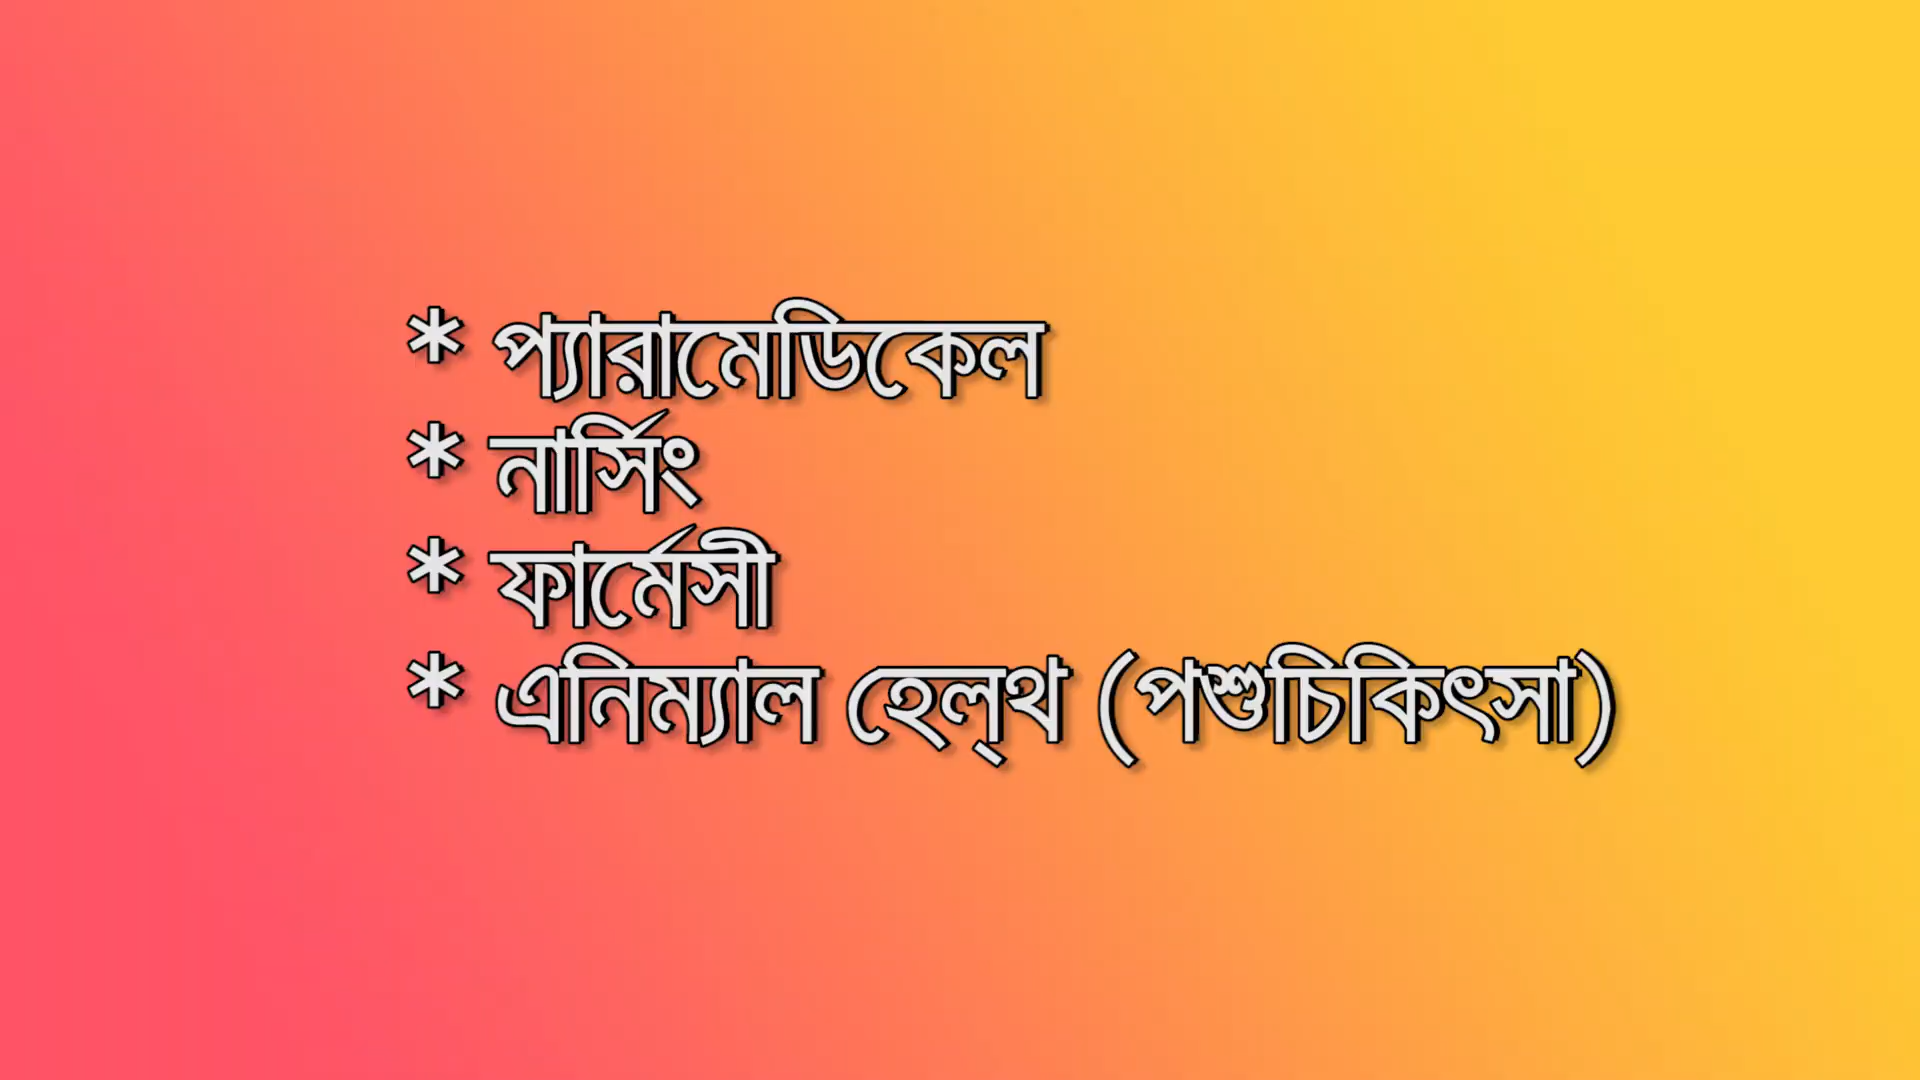 * প্যারামেডিকেল
* নার্সিং
* ফার্মেসী
* এনিম্যাল হেল্থ (পশুচিকিৎসা)